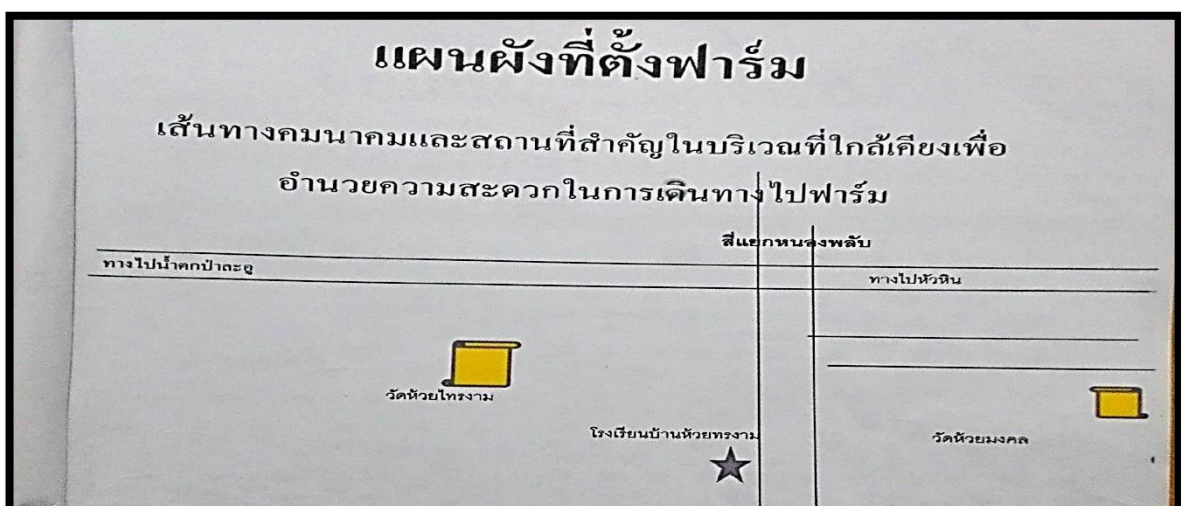 แผนผังที่ตั้งฟาร์ม
เส้นทางคมนาคมและสถานที่สำคัญในบริเวณที่ใกล้เคียงเพื่อ
อำนวยความสะดวกในการเดินทางไปฟาร์ม
สี่แยกหนองพลับ
ทางไปน้ำตกป่าละอู
ทางไปหัวหิน
วัดห้วยไทรงาม
โรงเรียนบ้านห้วยทรงาม
วัดห้วยมงคล